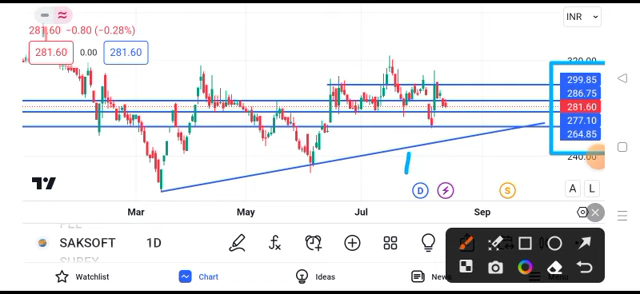 INR
281.60 −0.80 (−0.28%)
281.60 0.00 281.60
320.00
299.85
286.75
281.60
277.10
264.85
240.00
D S
A L
Mar May Jul Sep
SAKSOFT 1D
Watchlist Chart Ideas News